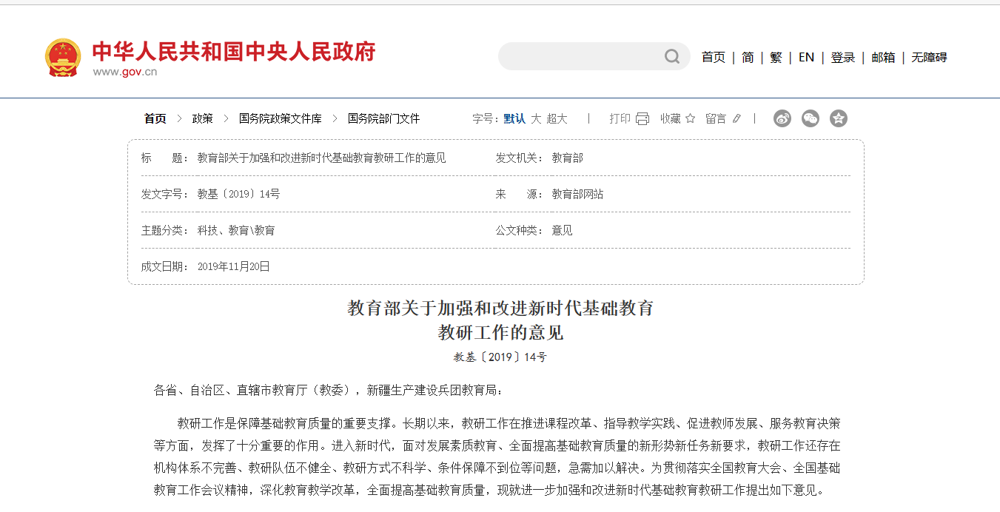 中华人民共和国中央人民政府
www.gov.cn
首页 | 简 | 繁 | EN | 登录 | 邮箱 | 无障碍
首页 > 政策 > 国务院政策文件库 > 国务院部门文件
字号：默认 大 超大 | 打印 收藏 留言 |
标 题： 教育部关于加强和改进新时代基础教育教研工作的意见 发文机关： 教育部
发文字号： 教基〔2019〕14号 来 源： 教育部网站
主题分类： 科技、教育\教育 公文种类： 意见
成文日期： 2019年11月20日
教育部关于加强和改进新时代基础教育
教研工作的意见
教基〔2019〕14号
各省、自治区、直辖市教育厅（教委），新疆生产建设兵团教育局：
教研工作是保障基础教育质量的重要支撑。长期以来，教研工作在推进课程改革、指导教学实践、促进教师发展、服务教育决策
等方面，发挥了十分重要的作用。进入新时代，面对发展素质教育、全面提高基础教育质量的新形势新任务新要求，教研工作还存在
机构体系不完善、教研队伍不健全、教研方式不科学、条件保障不到位等问题，急需加以解决。为贯彻落实全国教育大会、全国基础
教育工作会议精神，深化教育教学改革，全面提高基础教育质量，现就进一步加强和改进新时代基础教育教研工作提出如下意见。